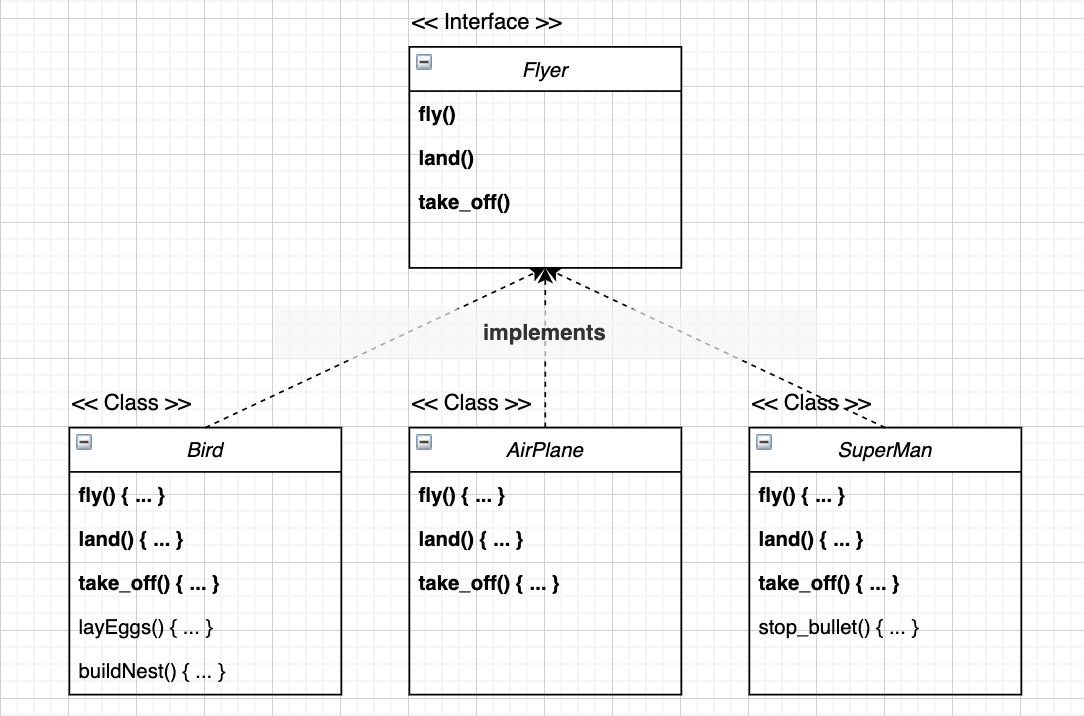 << Interface >>
Flyer
fly()
land()
take_off()
implements
<< Class >>
Bird
fly() { ... }
land() { ... }
take_off() { ... }
layEggs() { ... }
buildNest() { ... }
<< Class >>
AirPlane
fly() { ... }
land() { ... }
take_off() { ... }
<< Class >>
SuperMan
fly() { ... }
land() { ... }
take_off() { ... }
stop_bullet() { ... }